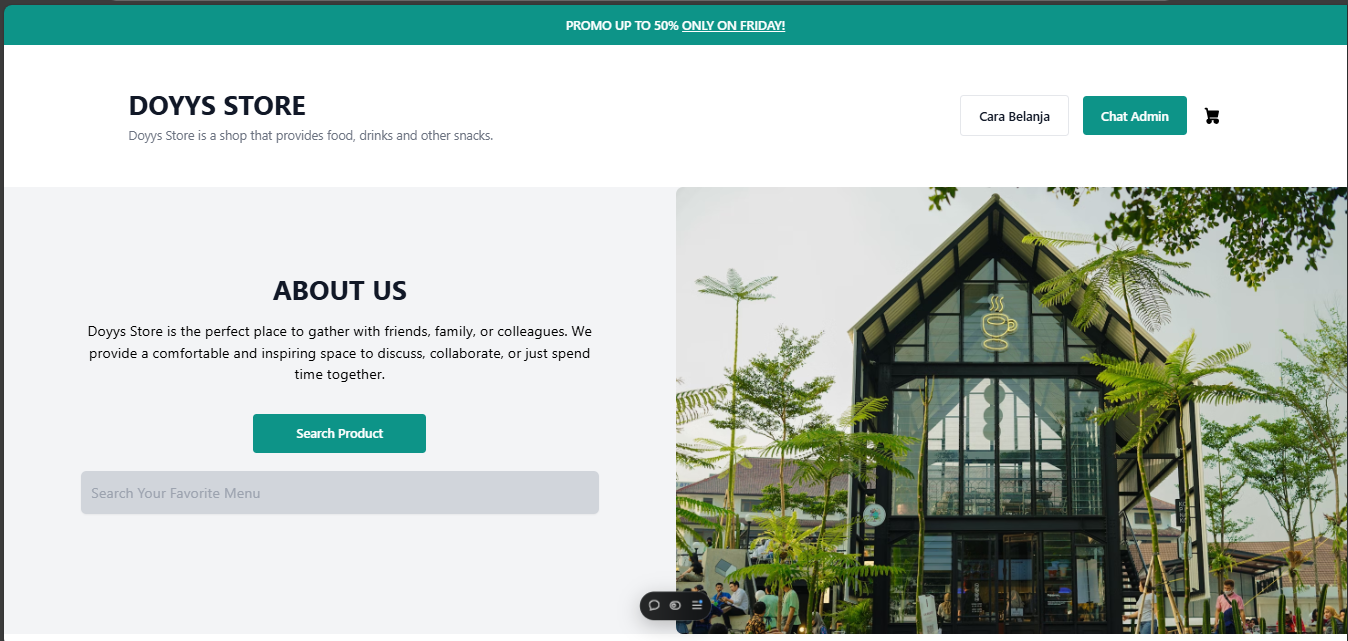 PROMO UP TO 50% ONLY ON FRIDAY!
DOYYS STORE
Doyys Store is a shop that provides food, drinks and other snacks.
Cara Belanja
Chat Admin
ABOUT US
Doyys Store is the perfect place to gather with friends, family, or colleagues. We
provide a comfortable and inspiring space to discuss, collaborate, or just spend
time together.
Search Product
Search Your Favorite Menu